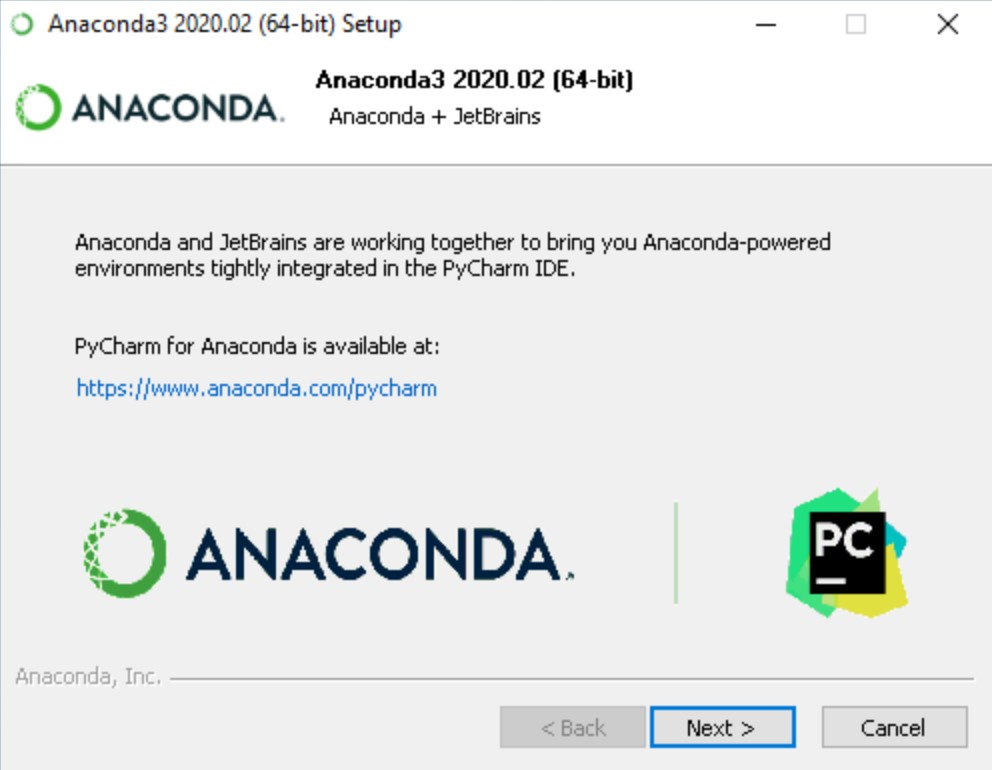 Anaconda3 2020.02 (64-bit) Setup
ANACONDA.
Anaconda3 2020.02 (64-bit)
Anaconda + JetBrains
Anaconda and JetBrains are working together to bring you Anaconda-powered
environments tightly integrated in the PyCharm IDE.
PyCharm for Anaconda is available at:
https://www.anaconda.com/pycharm
ANACONDA.
PC
Anaconda, Inc.
< Back
Next >
Cancel